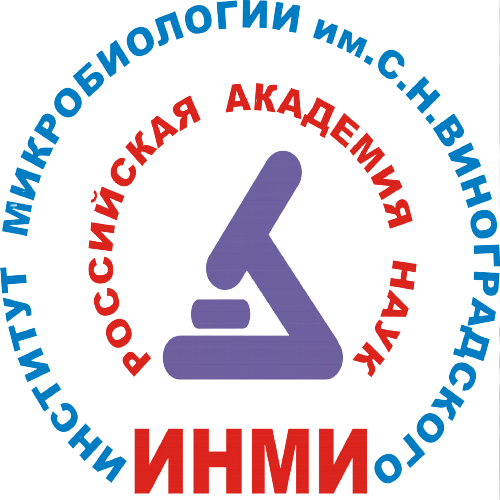 ИНСТИТУТ МИКРОБИОЛОГИИ им.С.Н.ВИНОГРАДСКОГО
РОССИЙСКАЯ АКАДЕМИЯ НАУК
ИНМИ